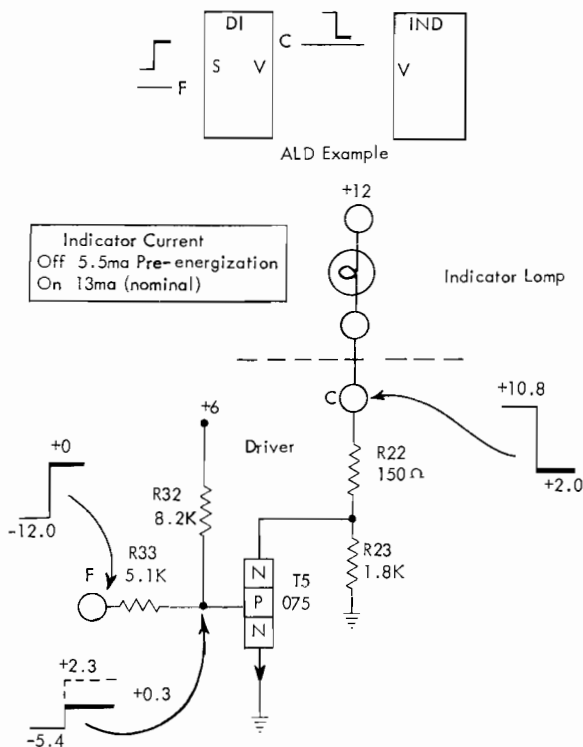 DI
IND
C
S V
V
F
ALD Example
+12
Indicator Current
Off 5.5ma Pre-energization
On 13ma (nominal)
Indicator Lomp
C
+10.8
+2.0
+6
Driver
+0
-12.0
R22
150 Ω
R32
8.2K
R33
5.1K
R23
1.8K
F
N
P
N
T5
075
+2.3
+0.3
-5.4